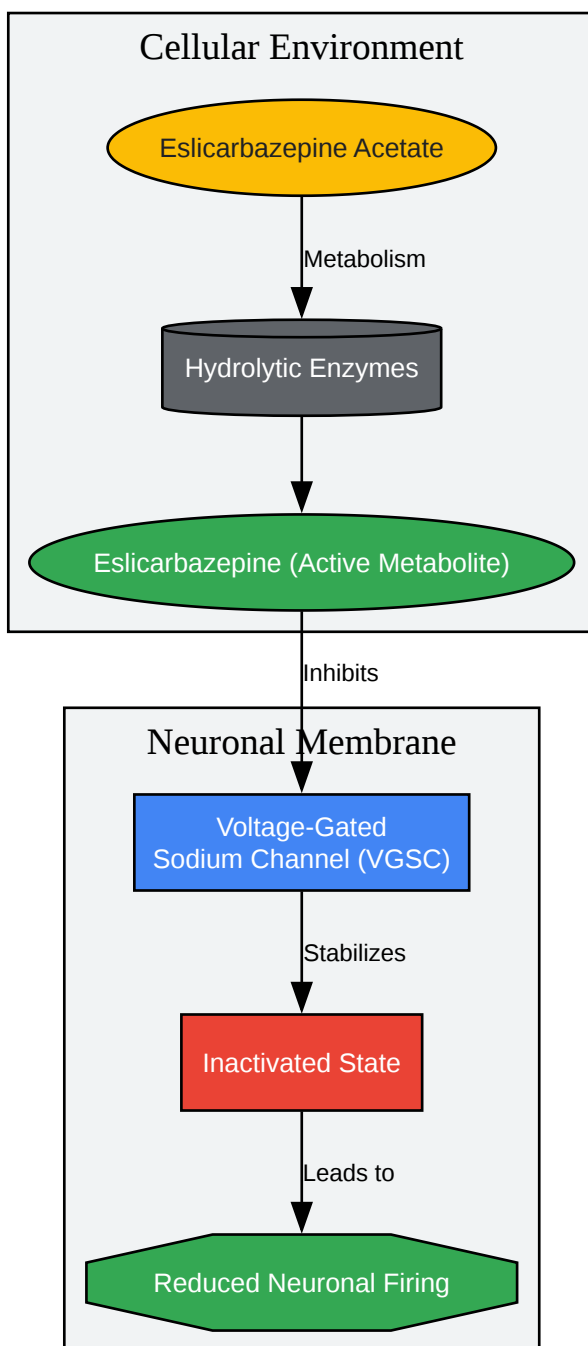 Cellular Environment
Eslicarbazepine Acetate
Metabolism
Hydrolytic Enzymes
Eslicarbazepine (Active Metabolite)
Inhibits
Neuronal Membrane
Voltage-Gated
Sodium Channel (VGSC)
Stabilizes
Inactivated State
Leads to
Reduced Neuronal Firing